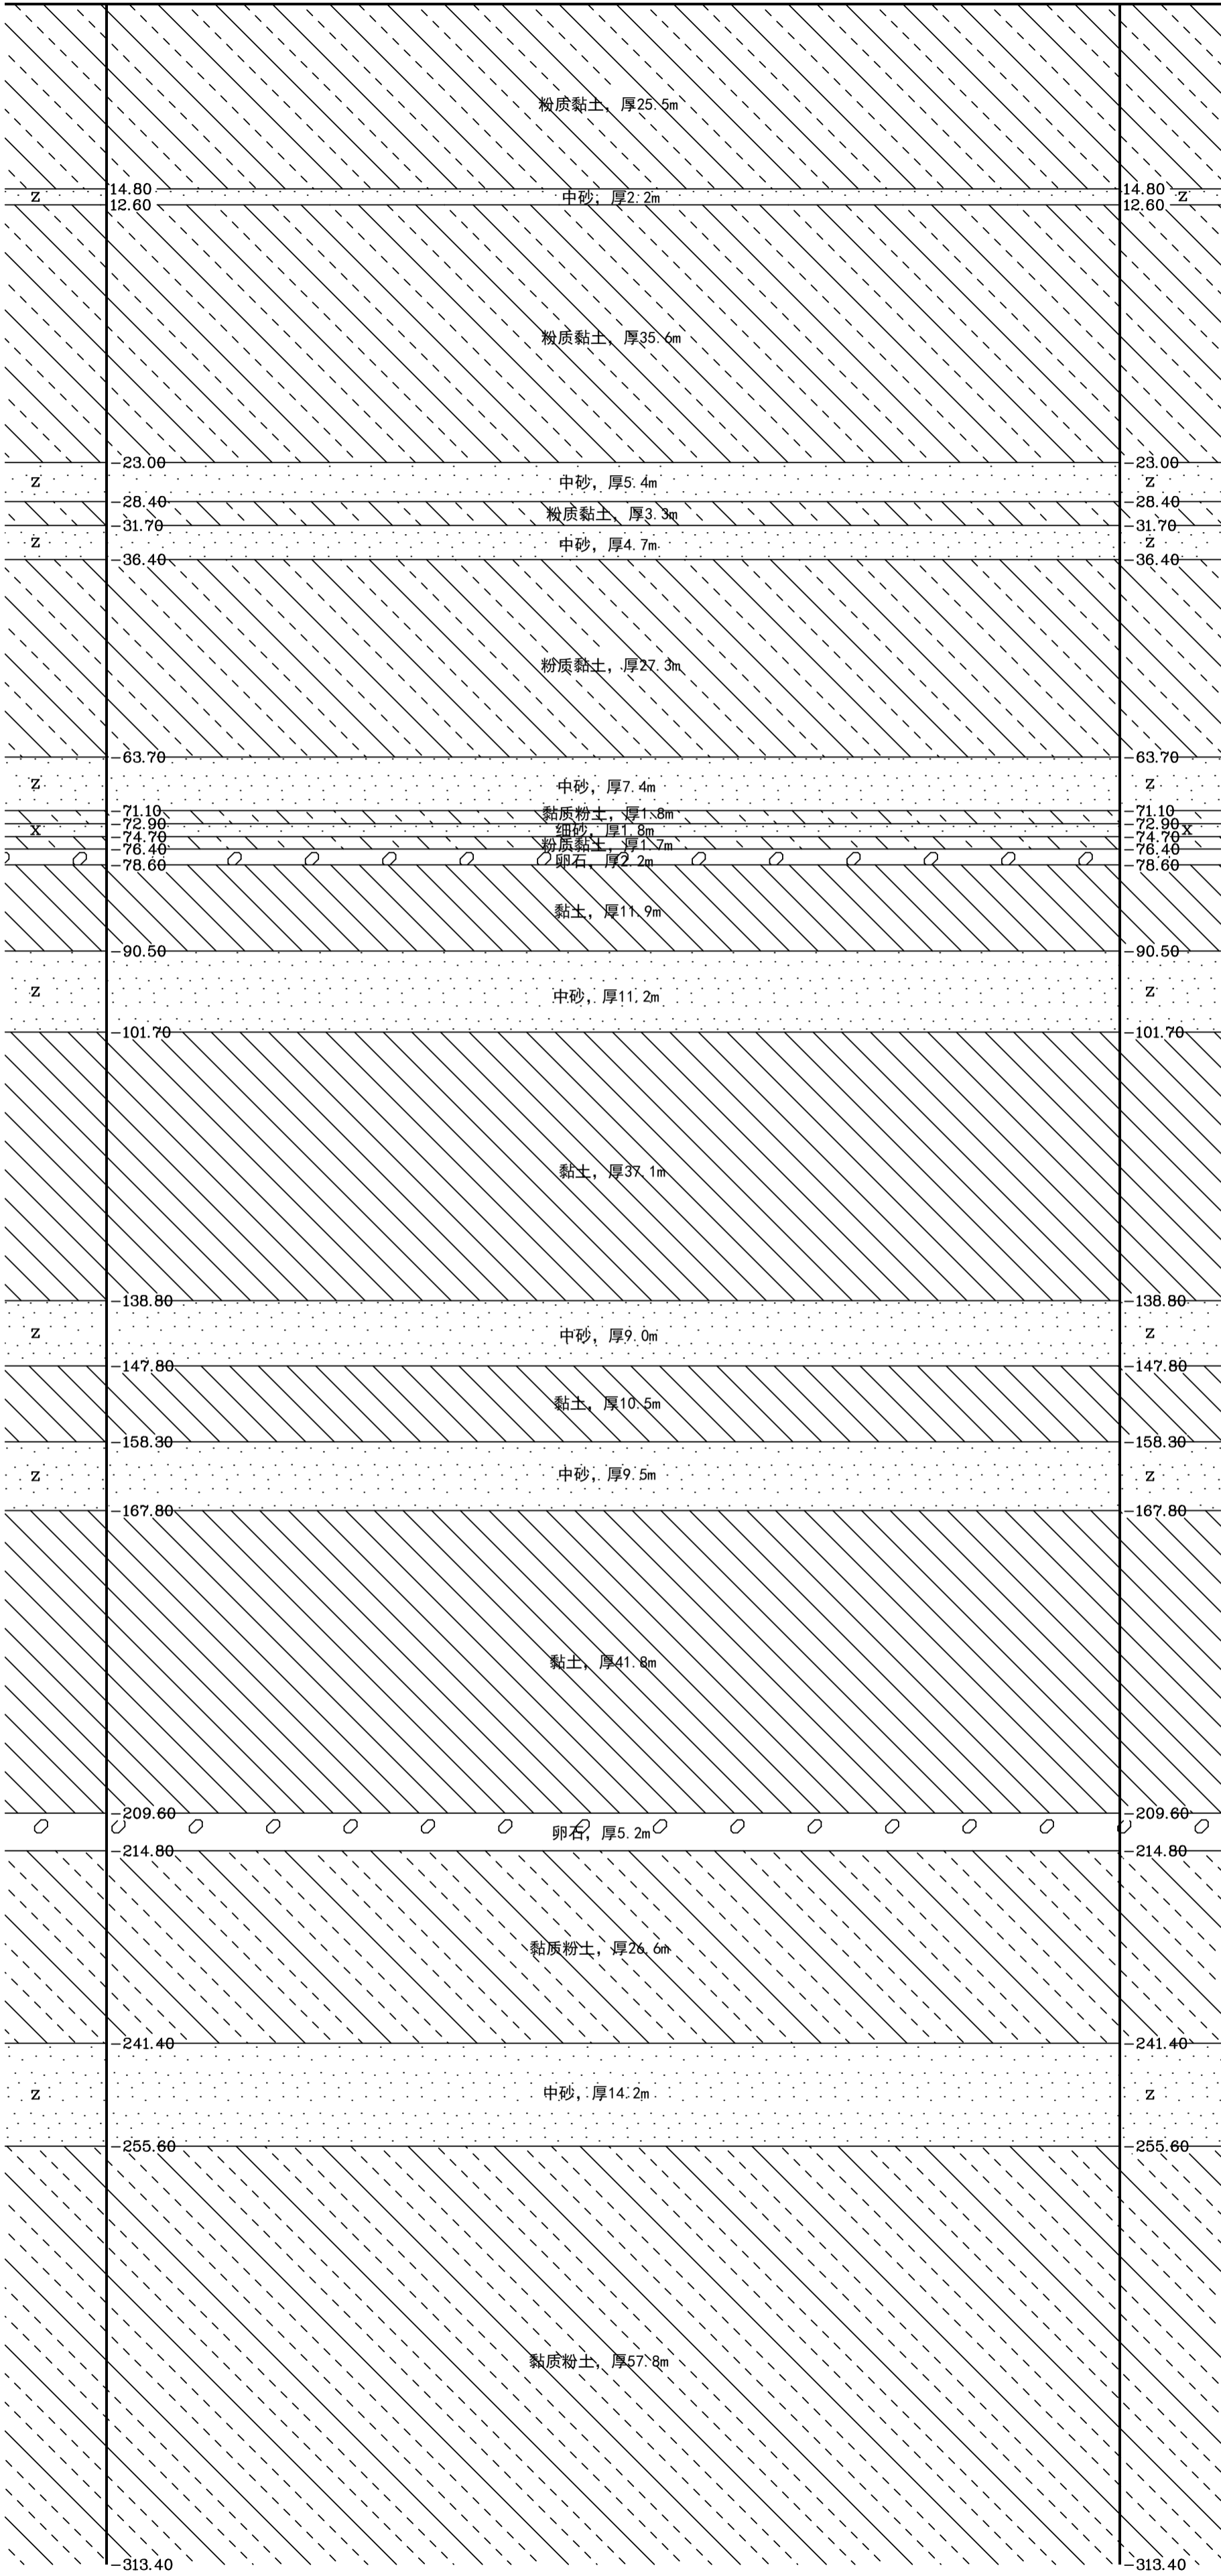 粉质黏土，厚25.5m
14.80 14.80
Z 中砂，厚2.2m Z
12.60 12.60
粉质黏土，厚35.6m
-23.00 -23.00
Z 中砂，厚5.4m Z
-28.40 -28.40
粉质黏土，厚3.3m
-31.70 -31.70
Z 中砂，厚4.7m Z
-36.40 -36.40
粉质黏土，厚27.3m
-63.70 -63.70
Z 中砂，厚7.4m Z
-71.10 -71.10
黏质粉土，厚1.8m
-72.90 -72.90
X 细砂，厚1.8m X
-74.70 -74.70
粉质黏土，厚1.7m
-76.40 -76.40
卵石，厚2.2m
-78.60 -78.60
黏土，厚11.9m
-90.50 -90.50
Z 中砂，厚11.2m Z
-101.70 -101.70
黏土，厚37.1m
-138.80 -138.80
Z 中砂，厚9.0m Z
-147.80 -147.80
黏土，厚10.5m
-158.30 -158.30
Z 中砂，厚9.5m Z
-167.80 -167.80
黏土，厚41.8m
-209.60 -209.60
卵石，厚5.2m
-214.80 -214.80
黏质粉土，厚26.6m
-241.40 -241.40
Z 中砂，厚14.2m Z
-255.60 -255.60
黏质粉土，厚57.8m
-313.40 -313.40